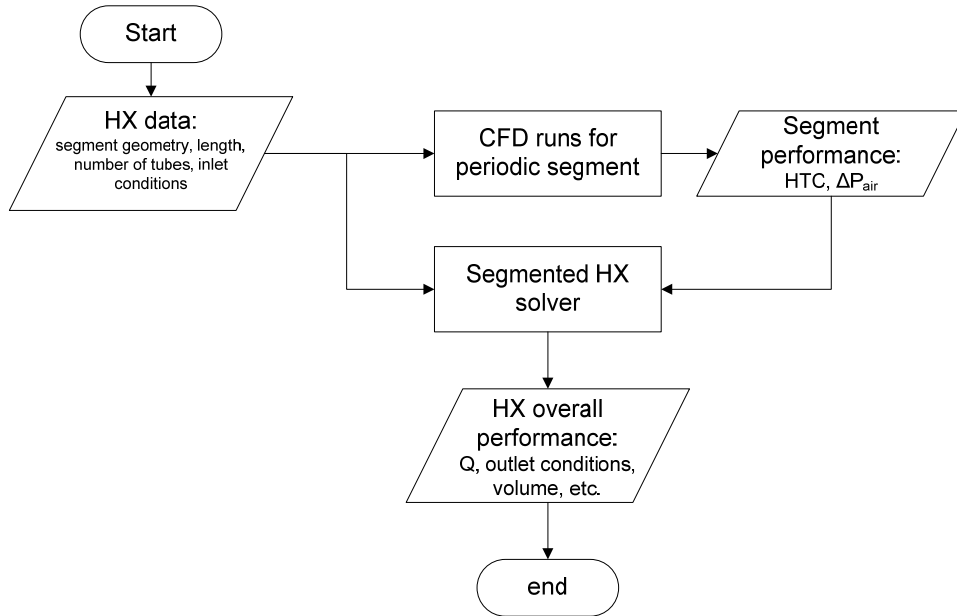 Start
HX data:
segment geometry, length,
number of tubes, inlet
conditions
CFD runs for
periodic segment
Segment
performance:
HTC, ΔPair
Segmented HX
solver
HX overall
performance:
Q, outlet conditions,
volume, etc.
end